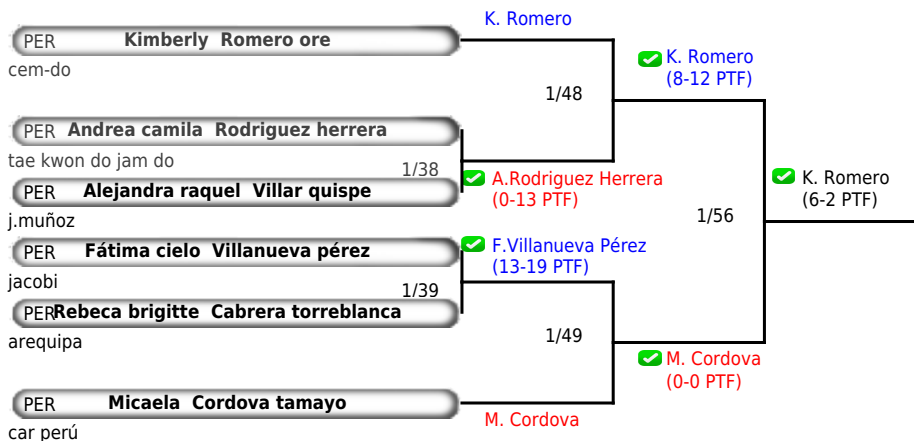 K. Romero
PER Kimberly Romero ore
cem-do
K. Romero
(8-12 PTF)
1/48
PER Andrea camila Rodriguez herrera
tae kwon do jam do
1/38
A.Rodriguez Herrera
(0-13 PTF)
PER Alejandra raquel Villar quispe
j.muñoz
K. Romero
(6-2 PTF)
1/56
PER Fátima cielo Villanueva pérez
jacobi
F.Villanueva Pérez
(13-19 PTF)
1/39
PER Rebeca brigitte Cabrera torreblanca
arequipa
1/49
M. Cordova
(0-0 PTF)
PER Micaela Cordova tamayo
car perú
M. Cordova